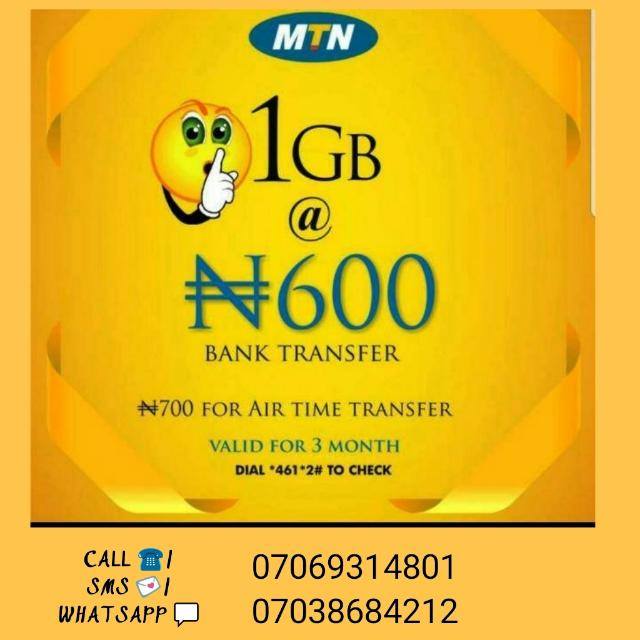 MTN
1GB
@
₦600
BANK TRANSFER
₦700 FOR AIR TIME TRANSFER
VALID FOR 3 MONTH
DIAL *461*2# TO CHECK
CALL ☎️|
SMS 💌|
WHATSAPP 💬
07069314801
07038684212